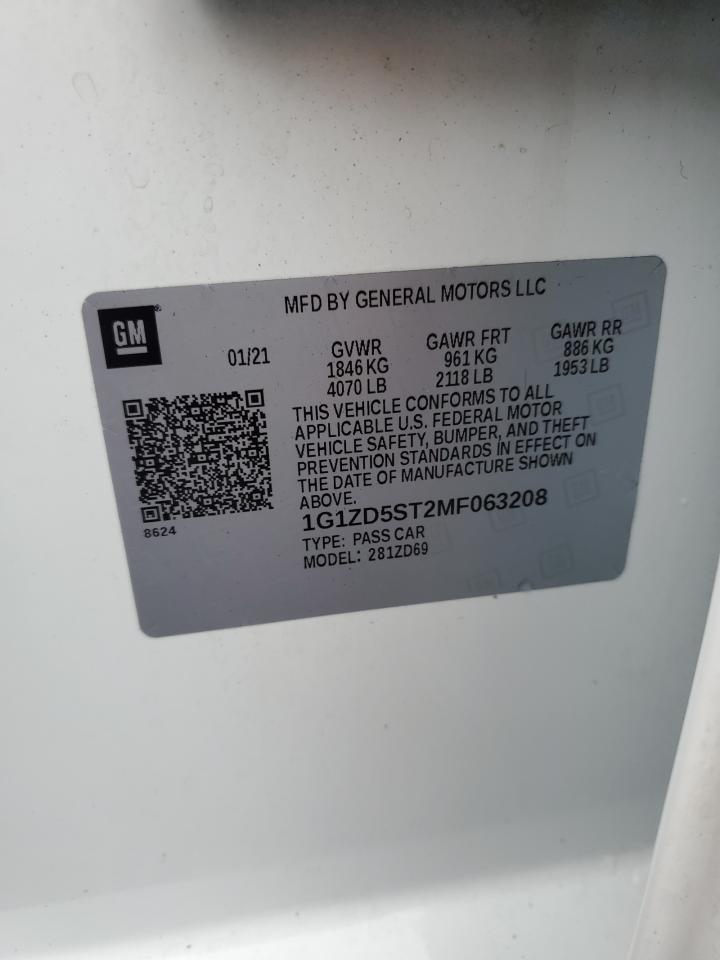 MFD BY GENERAL MOTORS LLC
GM
01/21
GVWR
1846 KG
4070 LB
GAWR FRT
961 KG
2118 LB
GAWR RR
886 KG
1953 LB
THIS VEHICLE CONFORMS TO ALL
APPLICABLE U.S. FEDERAL MOTOR
VEHICLE SAFETY, BUMPER, AND THEFT
PREVENTION STANDARDS IN EFFECT ON
THE DATE OF MANUFACTURE SHOWN
ABOVE.
8624
1G1ZD5ST2MF063208
TYPE: PASS CAR
MODEL: 281ZD69